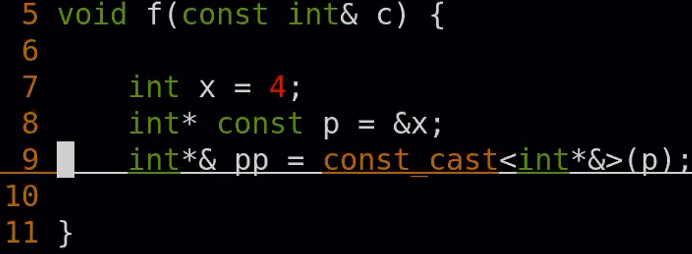 5 void f(const int& c) {
6
7     int x = 4;
8     int* const p = &x;
9     int*& pp = const_cast<int*&>(p);
10
11 }